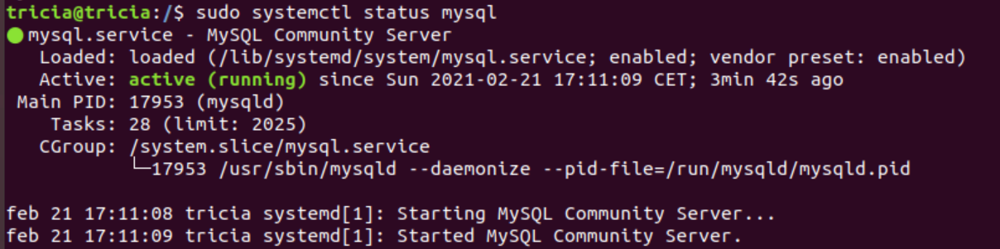 tricia@tricia:/$ sudo systemctl status mysql
● mysql.service - MySQL Community Server
   Loaded: loaded (/lib/systemd/system/mysql.service; enabled; vendor preset: enabled)
   Active: active (running) since Sun 2021-02-21 17:11:09 CET; 3min 42s ago
 Main PID: 17953 (mysqld)
    Tasks: 28 (limit: 2025)
   CGroup: /system.slice/mysql.service
           └─17953 /usr/sbin/mysqld --daemonize --pid-file=/run/mysqld/mysqld.pid

feb 21 17:11:08 tricia systemd[1]: Starting MySQL Community Server...
feb 21 17:11:09 tricia systemd[1]: Started MySQL Community Server.